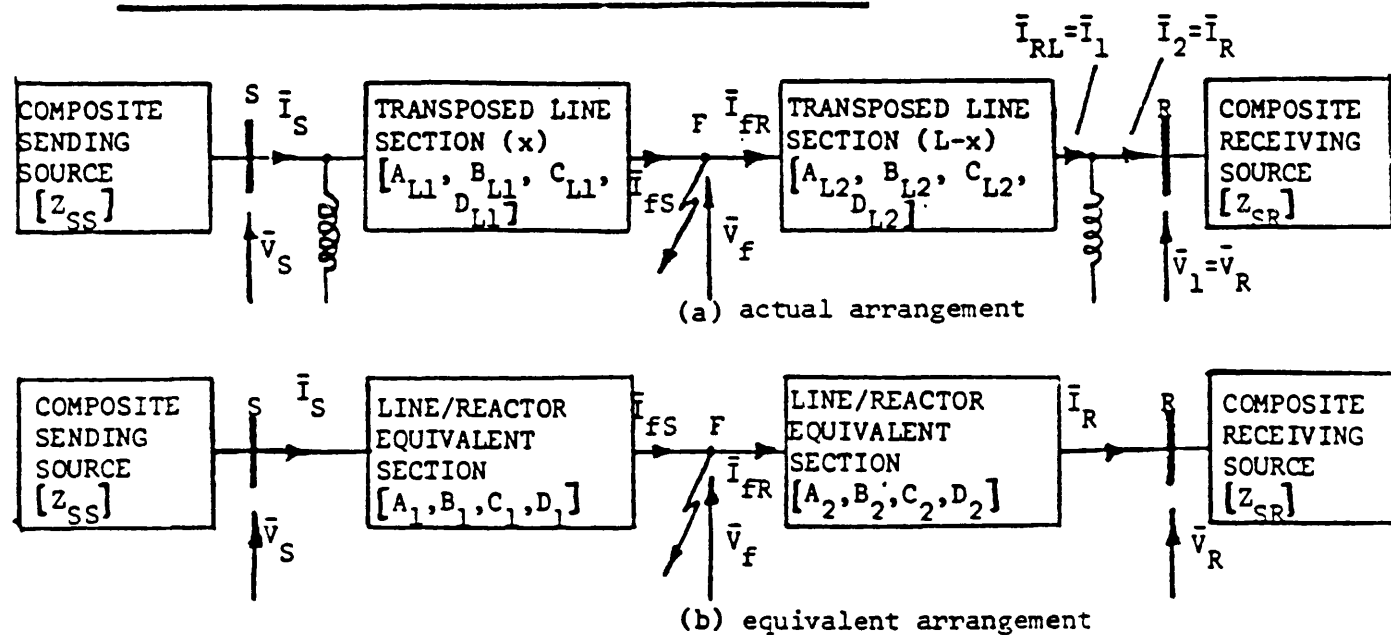 Ī_RL=Ī_1 Ī_2=Ī_R
COMPOSITE
SENDING
SOURCE
[Z_SS]
S
Ī_S
V̄_S
TRANSPOSED LINE
SECTION (x)
[A_L1, B_L1, C_L1,
D_L1]
Ī_fS
F
Ī_fR
V̄_f
TRANSPOSED LINE
SECTION (L-x)
[A_L2, B_L2, C_L2,
D_L2]
R
V̄_1=V̄_R
COMPOSITE
RECEIVING
SOURCE
[Z_SR]
(a) actual arrangement
COMPOSITE
SENDING
SOURCE
[Z_SS]
S
Ī_S
V̄_S
LINE/REACTOR
EQUIVALENT
SECTION
[A_1,B_1,C_1,D_1]
Ī_fS
F
Ī_fR
V̄_f
LINE/REACTOR
EQUIVALENT
SECTION
[A_2,B_2,C_2,D_2]
Ī_R
R
V̄_R
COMPOSITE
RECEIVING
SOURCE
[Z_SR]
(b) equivalent arrangement